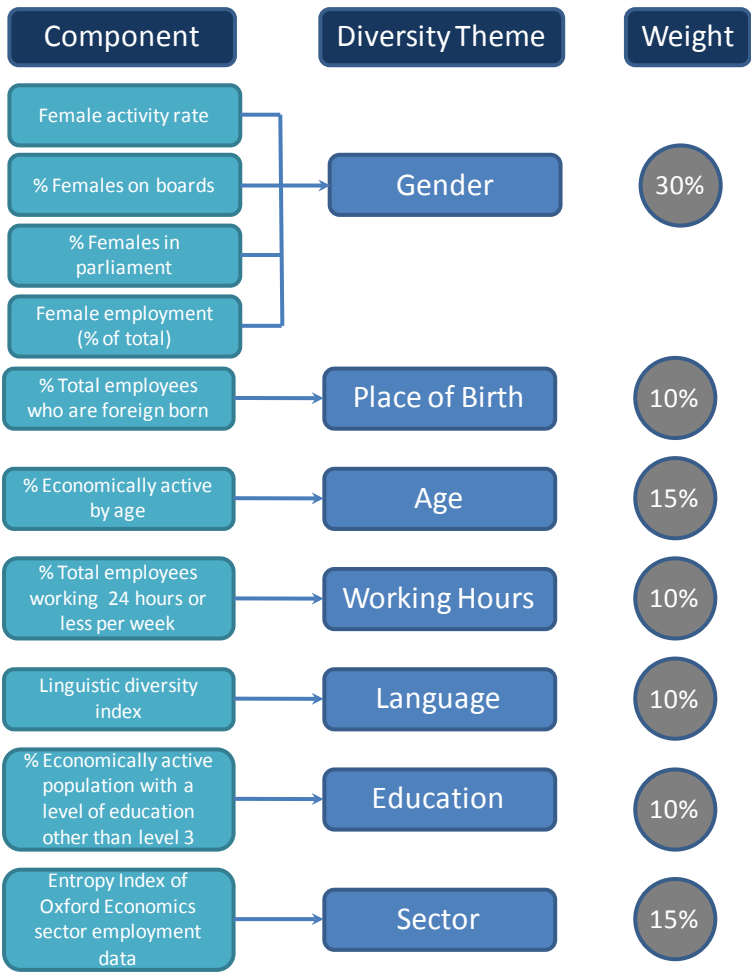 Component
Diversity Theme
Weight
Female activity rate
% Females on boards
% Females in
parliament
Female employment
(% of total)
Gender
30%
% Total employees
who are foreign born
Place of Birth
10%
% Economically active
by age
Age
15%
% Total employees
working 24 hours or
less per week
Working Hours
10%
Linguistic diversity
index
Language
10%
% Economically active
population with a
level of education
other than level 3
Education
10%
Entropy Index of
Oxford Economics
sector employment
data
Sector
15%